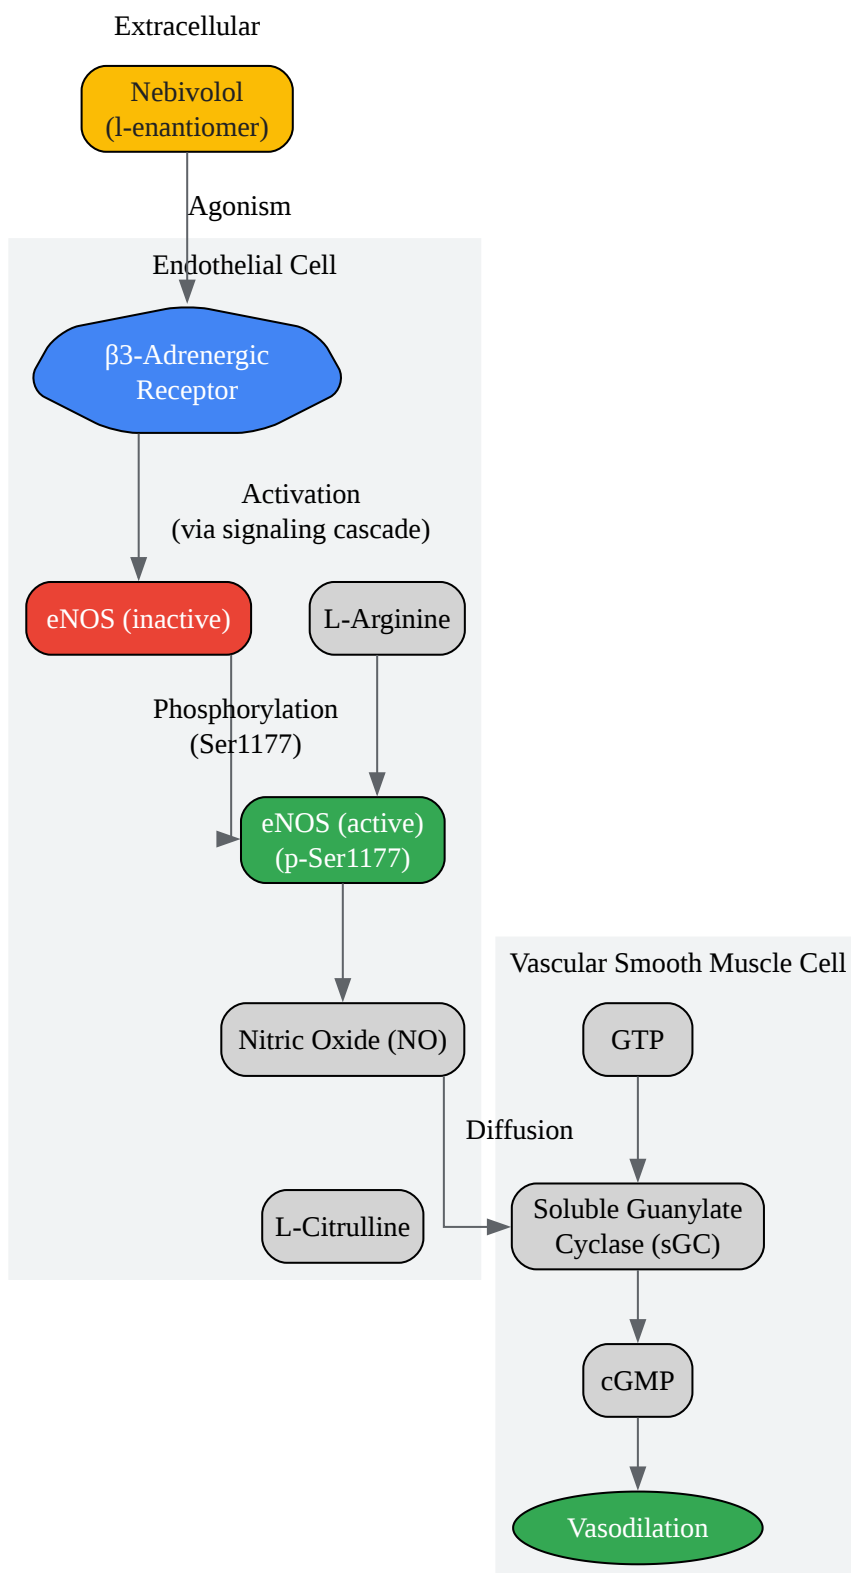 Extracellular
Nebivolol
(l-enantiomer)
Agonism
Endothelial Cell
β3-Adrenergic
Receptor
Activation
(via signaling cascade)
eNOS (inactive)
L-Arginine
Phosphorylation
(Ser1177)
eNOS (active)
(p-Ser1177)
Vascular Smooth Muscle Cell
Nitric Oxide (NO)
GTP
Diffusion
L-Citrulline
Soluble Guanylate
Cyclase (sGC)
cGMP
Vasodilation